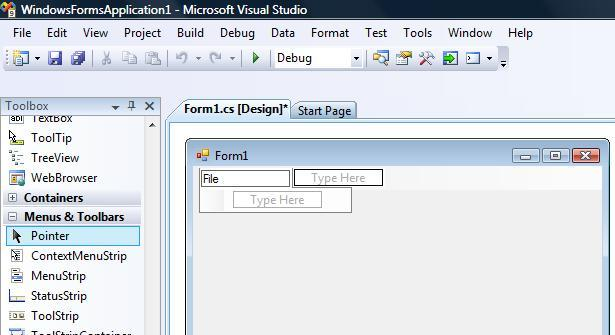 WindowsFormsApplication1 - Microsoft Visual Studio
File Edit View Project Build Debug Data Format Test Tools Window Help
Debug
Toolbox
Form1.cs [Design]* Start Page
TextBox
ToolTip
TreeView
WebBrowser
Containers
Menus & Toolbars
Pointer
ContextMenuStrip
MenuStrip
StatusStrip
ToolStrip
ToolStripContainer
Form1
File Type Here
Type Here